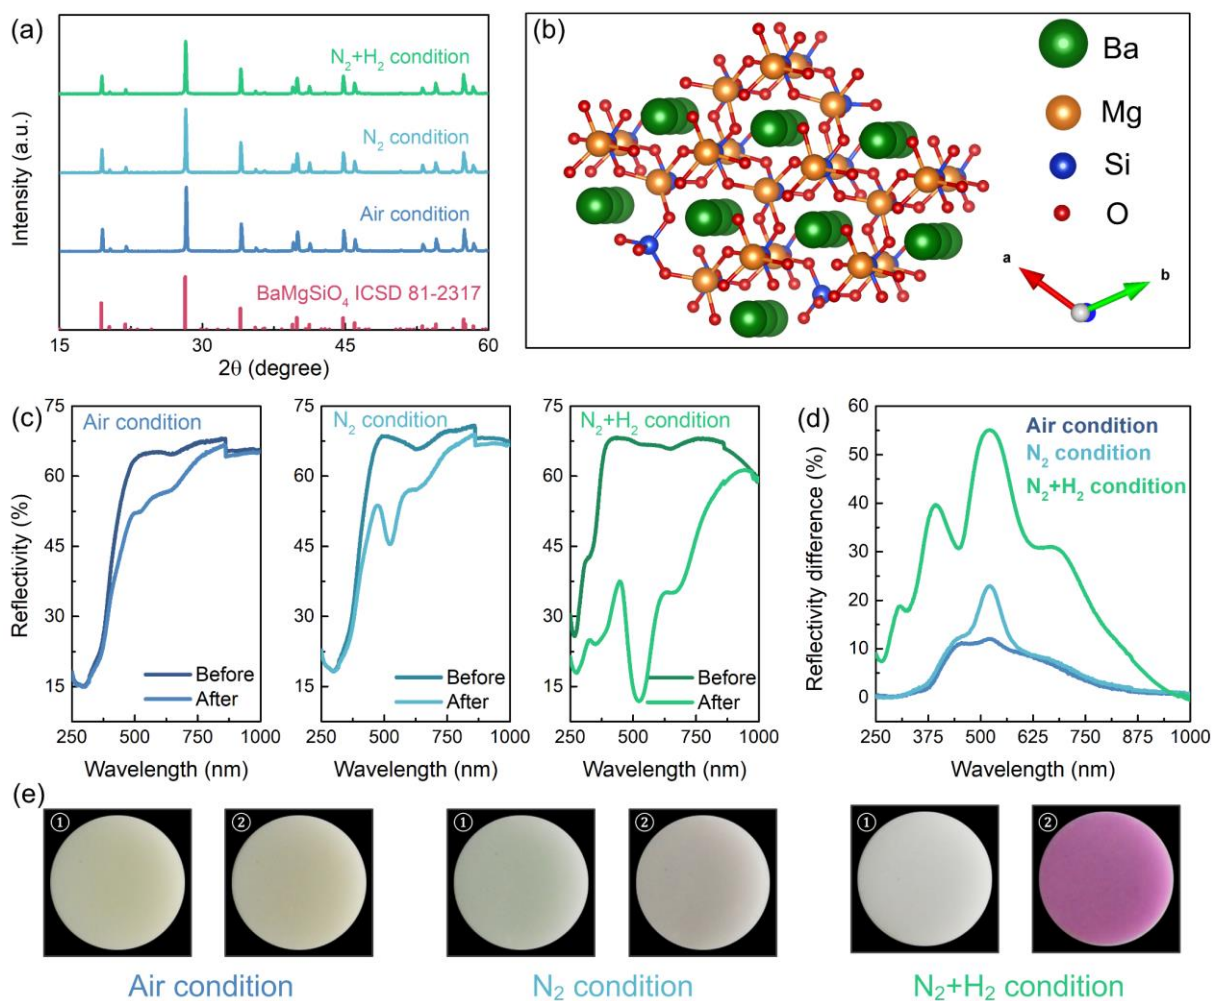 (a)
N₂+H₂ condition
N₂ condition
Air condition
BaMgSiO₄ ICSD 81-2317
Intensity (a.u.)
15 30 45 60
2θ (degree)
(b)
Ba
Mg
Si
O
a
b
(c)
Air condition
75
60
45
30
15
Reflectivity (%)
Before
After
250 500 750 1000
Wavelength (nm)
N₂ condition
75
60
45
30
15
Before
After
250 500 750 1000
Wavelength (nm)
N₂+H₂ condition
75
60
45
30
15
Before
After
250 500 750 1000
Wavelength (nm)
(d)
Air condition
N₂ condition
N₂+H₂ condition
60
50
40
30
20
10
0
Reflectivity difference (%)
250 375 500 625 750 875 1000
Wavelength (nm)
(e)
① ② ① ② ① ②
Air condition N₂ condition N₂+H₂ condition